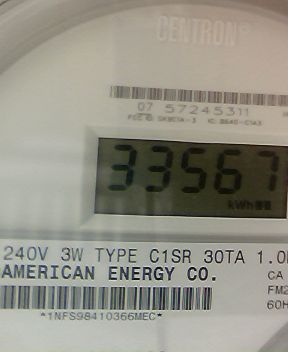 CENTRON®
07 57245311
33567
kWh
240V 3W TYPE C1SR 30TA 1.0
AMERICAN ENERGY CO.
CA
FM2
60H
*1NFS98410366MEC*